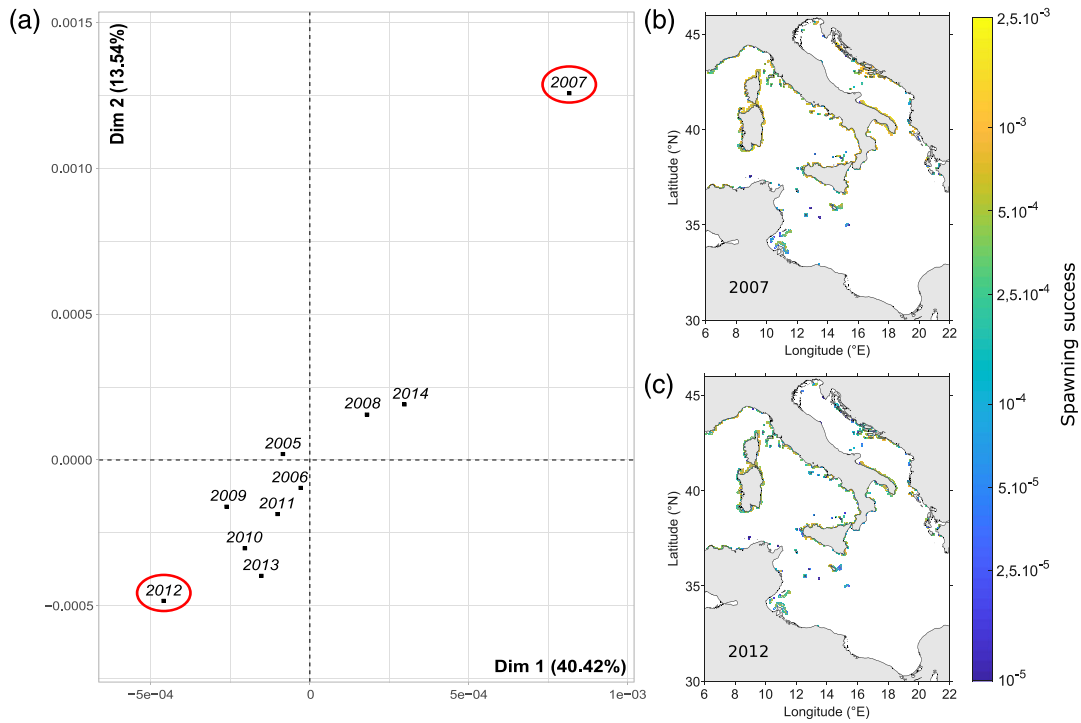 (a)
Dim 2 (13.54%)
0.0015
0.0010
0.0005
0.0000
−0.0005
2007
2008
2014
2005
2006
2009
2011
2010
2013
2012
Dim 1 (40.42%)
−5e−04
0
5e−04
1e−03
(b)
Latitude (°N)
45
40
35
30
2007
6 8 10 12 14 16 18 20 22
Longitude (°E)
(c)
Latitude (°N)
45
40
35
30
2012
6 8 10 12 14 16 18 20 22
Longitude (°E)
2,5.10⁻³
10⁻³
5.10⁻⁴
2,5.10⁻⁴
10⁻⁴
5.10⁻⁵
2,5.10⁻⁵
10⁻⁵
Spawning success